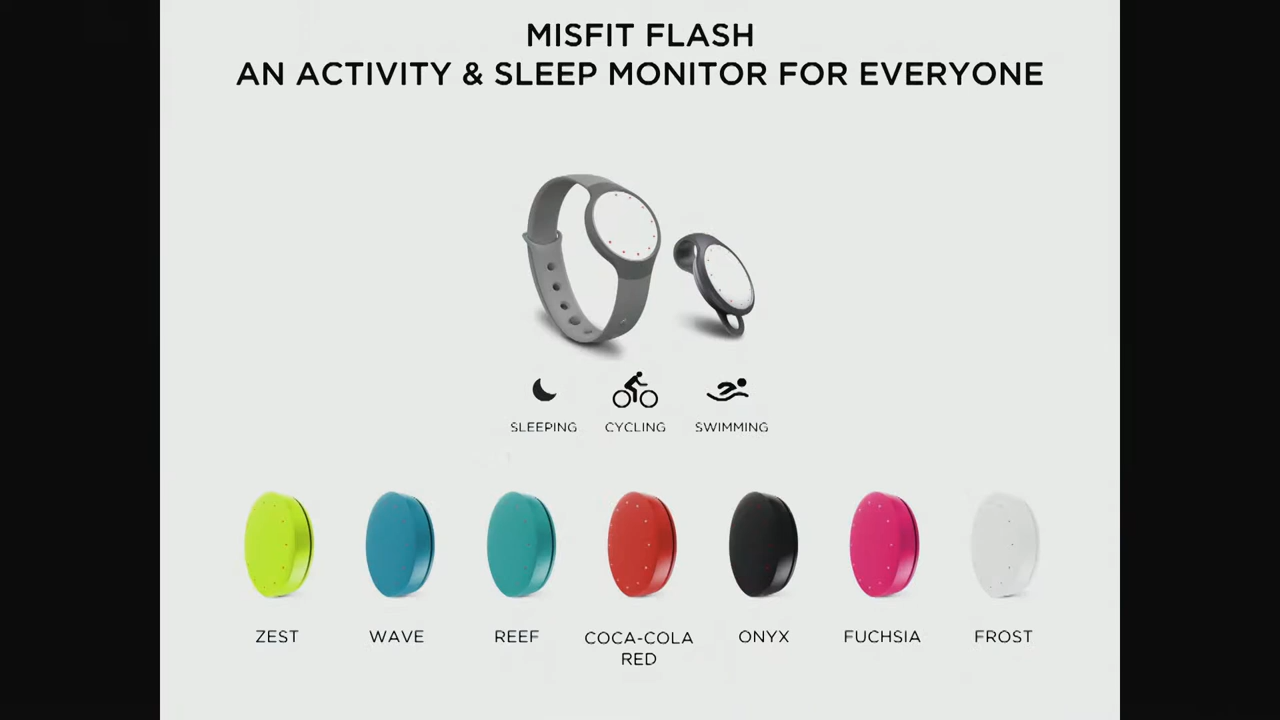 MISFIT FLASH
AN ACTIVITY & SLEEP MONITOR FOR EVERYONE
SLEEPING CYCLING SWIMMING
ZEST WAVE REEF COCA-COLA RED ONYX FUCHSIA FROST